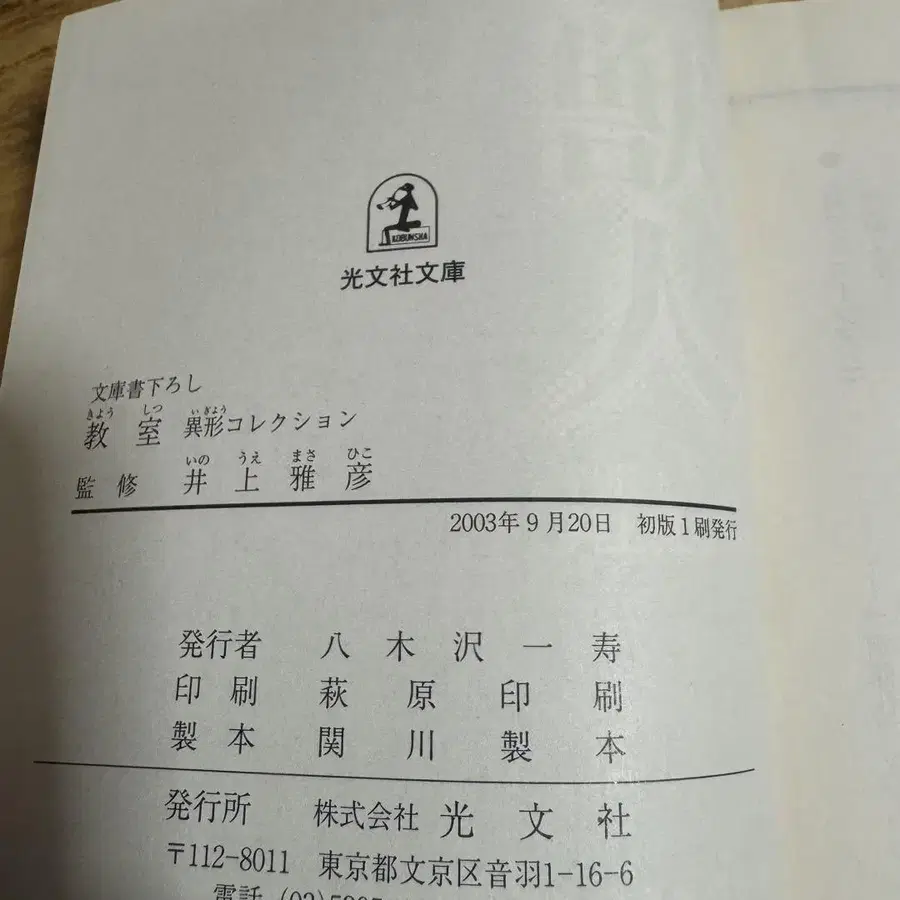 KOBUNSHA
光文社文庫
文庫書下ろし
きょう しつ い ぎょう
教室 異形コレクション
いの うえ まさ ひこ
監修 井上雅彦
2003年9月20日 初版1刷発行
発行者 八木沢一寿
印刷 萩原印刷
製本 関川製本
発行所 株式会社 光文社
〒112-8011 東京都文京区音羽1-16-6
電話 (03)